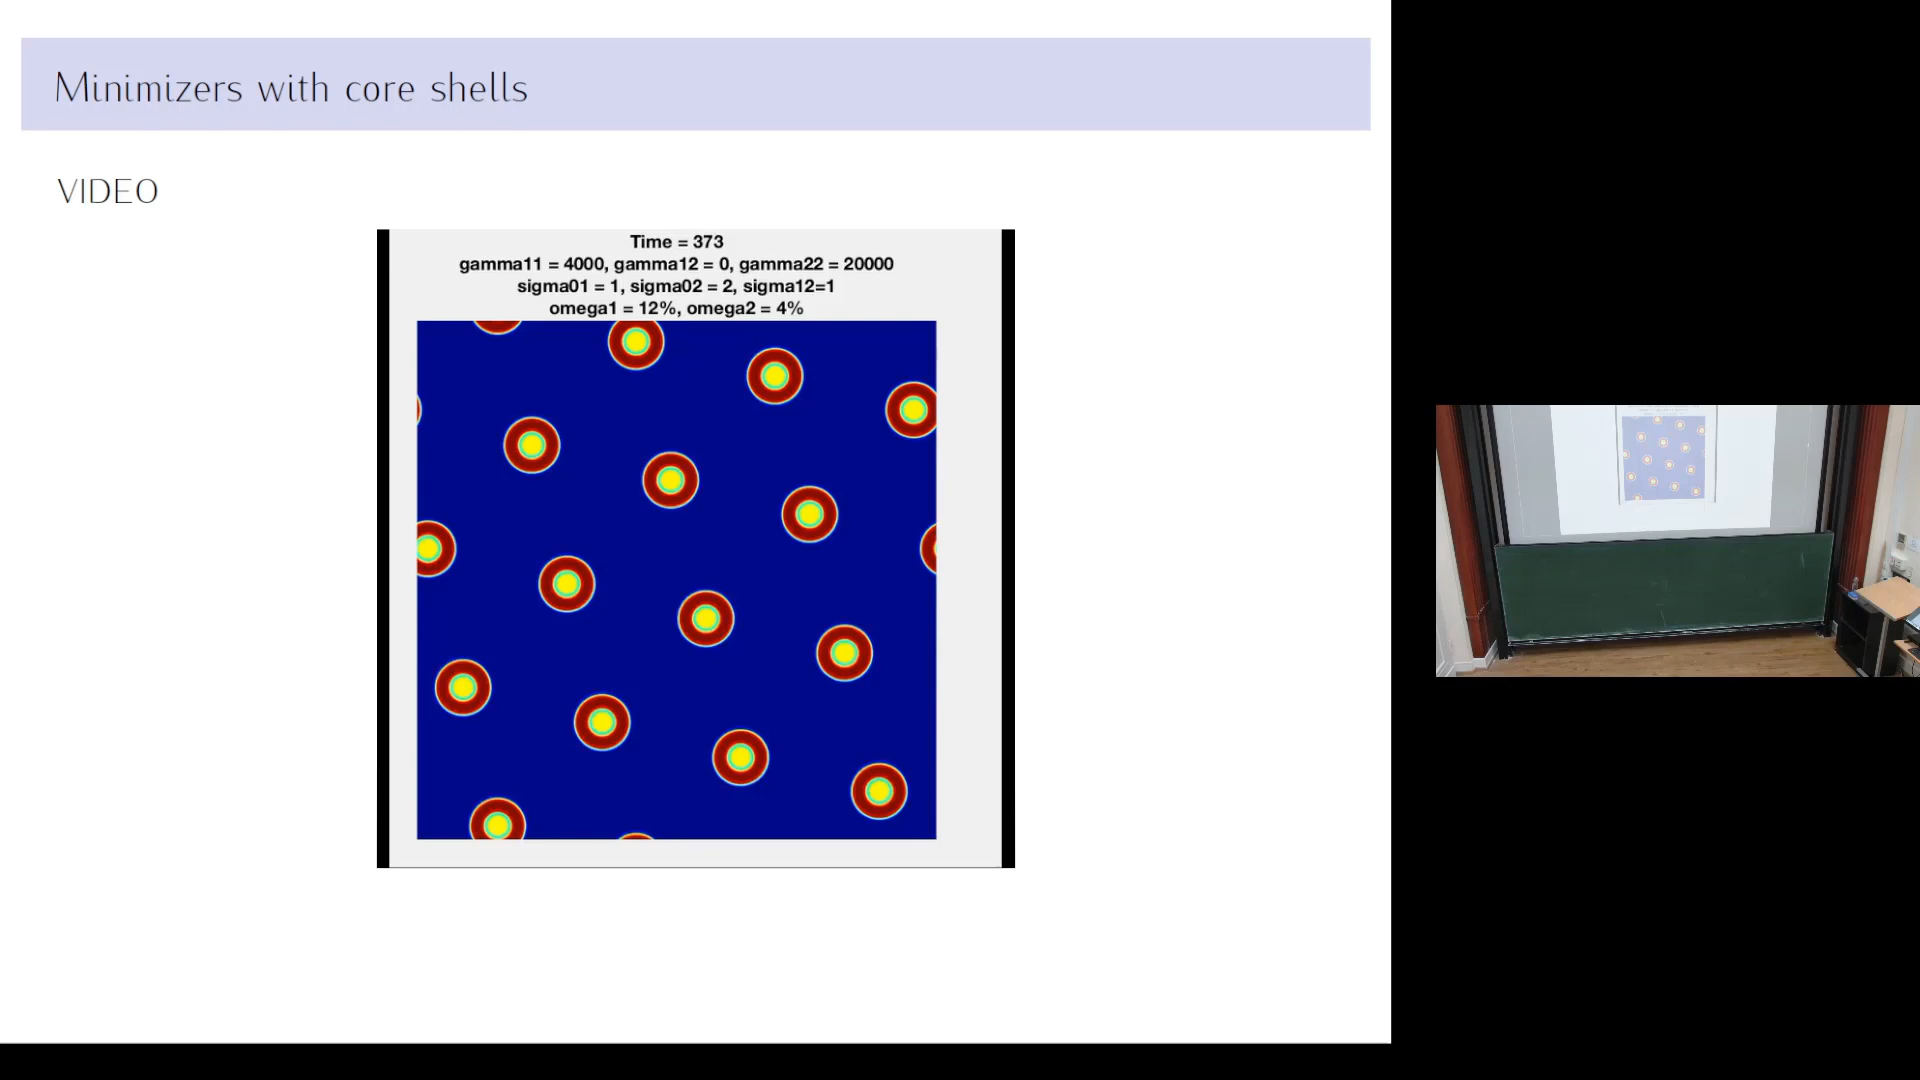 Minimizers with core shells
VIDEO
Time = 373
gamma11 = 4000, gamma12 = 0, gamma22 = 20000
sigma01 = 1, sigma02 = 2, sigma12=1
omega1 = 12%, omega2 = 4%